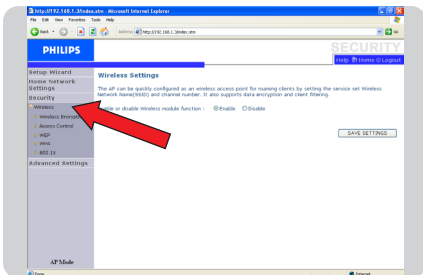 http://192.168.1.3/index.stm - Microsoft Internet Explorer
File Edit View Favorites Tools Help
Back
Address http://192.168.1.3/index.stm
Go
PHILIPS
SECURITY
Help Home Logout
Setup Wizard
Home Network
Settings
Security
Wireless
Wireless Encryption
Access Control
WEP
WPA
802.1X
Advanced Settings
AP Mode
Wireless Settings
The AP can be quickly configured as an wireless access point for roaming clients by setting the service set Wireless
Network Name(SSID) and channel number. It also supports data encryption and client filtering.
or disable Wireless module function : Enable Disable
SAVE SETTINGS
Done
Internet